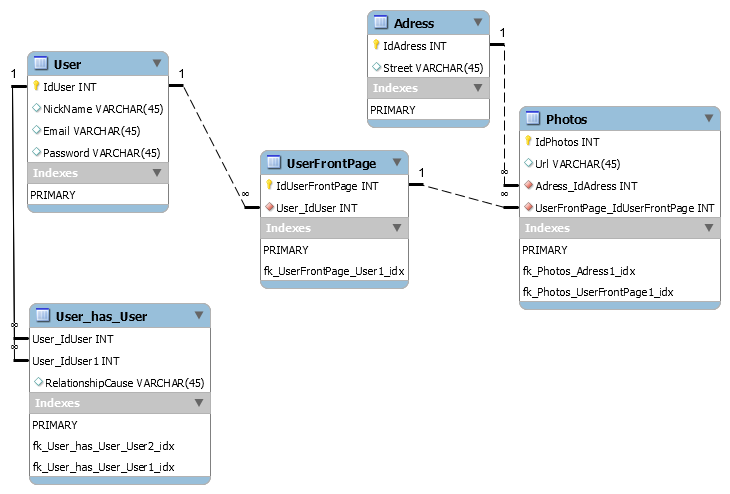 User
IdUser INT
NickName VARCHAR(45)
Email VARCHAR(45)
Password VARCHAR(45)
Indexes
PRIMARY
1
1
Adress
IdAdress INT
Street VARCHAR(45)
Indexes
PRIMARY
1
UserFrontPage
IdUserFrontPage INT
User_IdUser INT
Indexes
PRIMARY
fk_UserFrontPage_User1_idx
∞
1
Photos
IdPhotos INT
Url VARCHAR(45)
Adress_IdAdress INT
UserFrontPage_IdUserFrontPage INT
Indexes
PRIMARY
fk_Photos_Adress1_idx
fk_Photos_UserFrontPage1_idx
∞
∞
User_has_User
User_IdUser INT
User_IdUser1 INT
RelationshipCause VARCHAR(45)
Indexes
PRIMARY
fk_User_has_User_User2_idx
fk_User_has_User_User1_idx
∞
∞